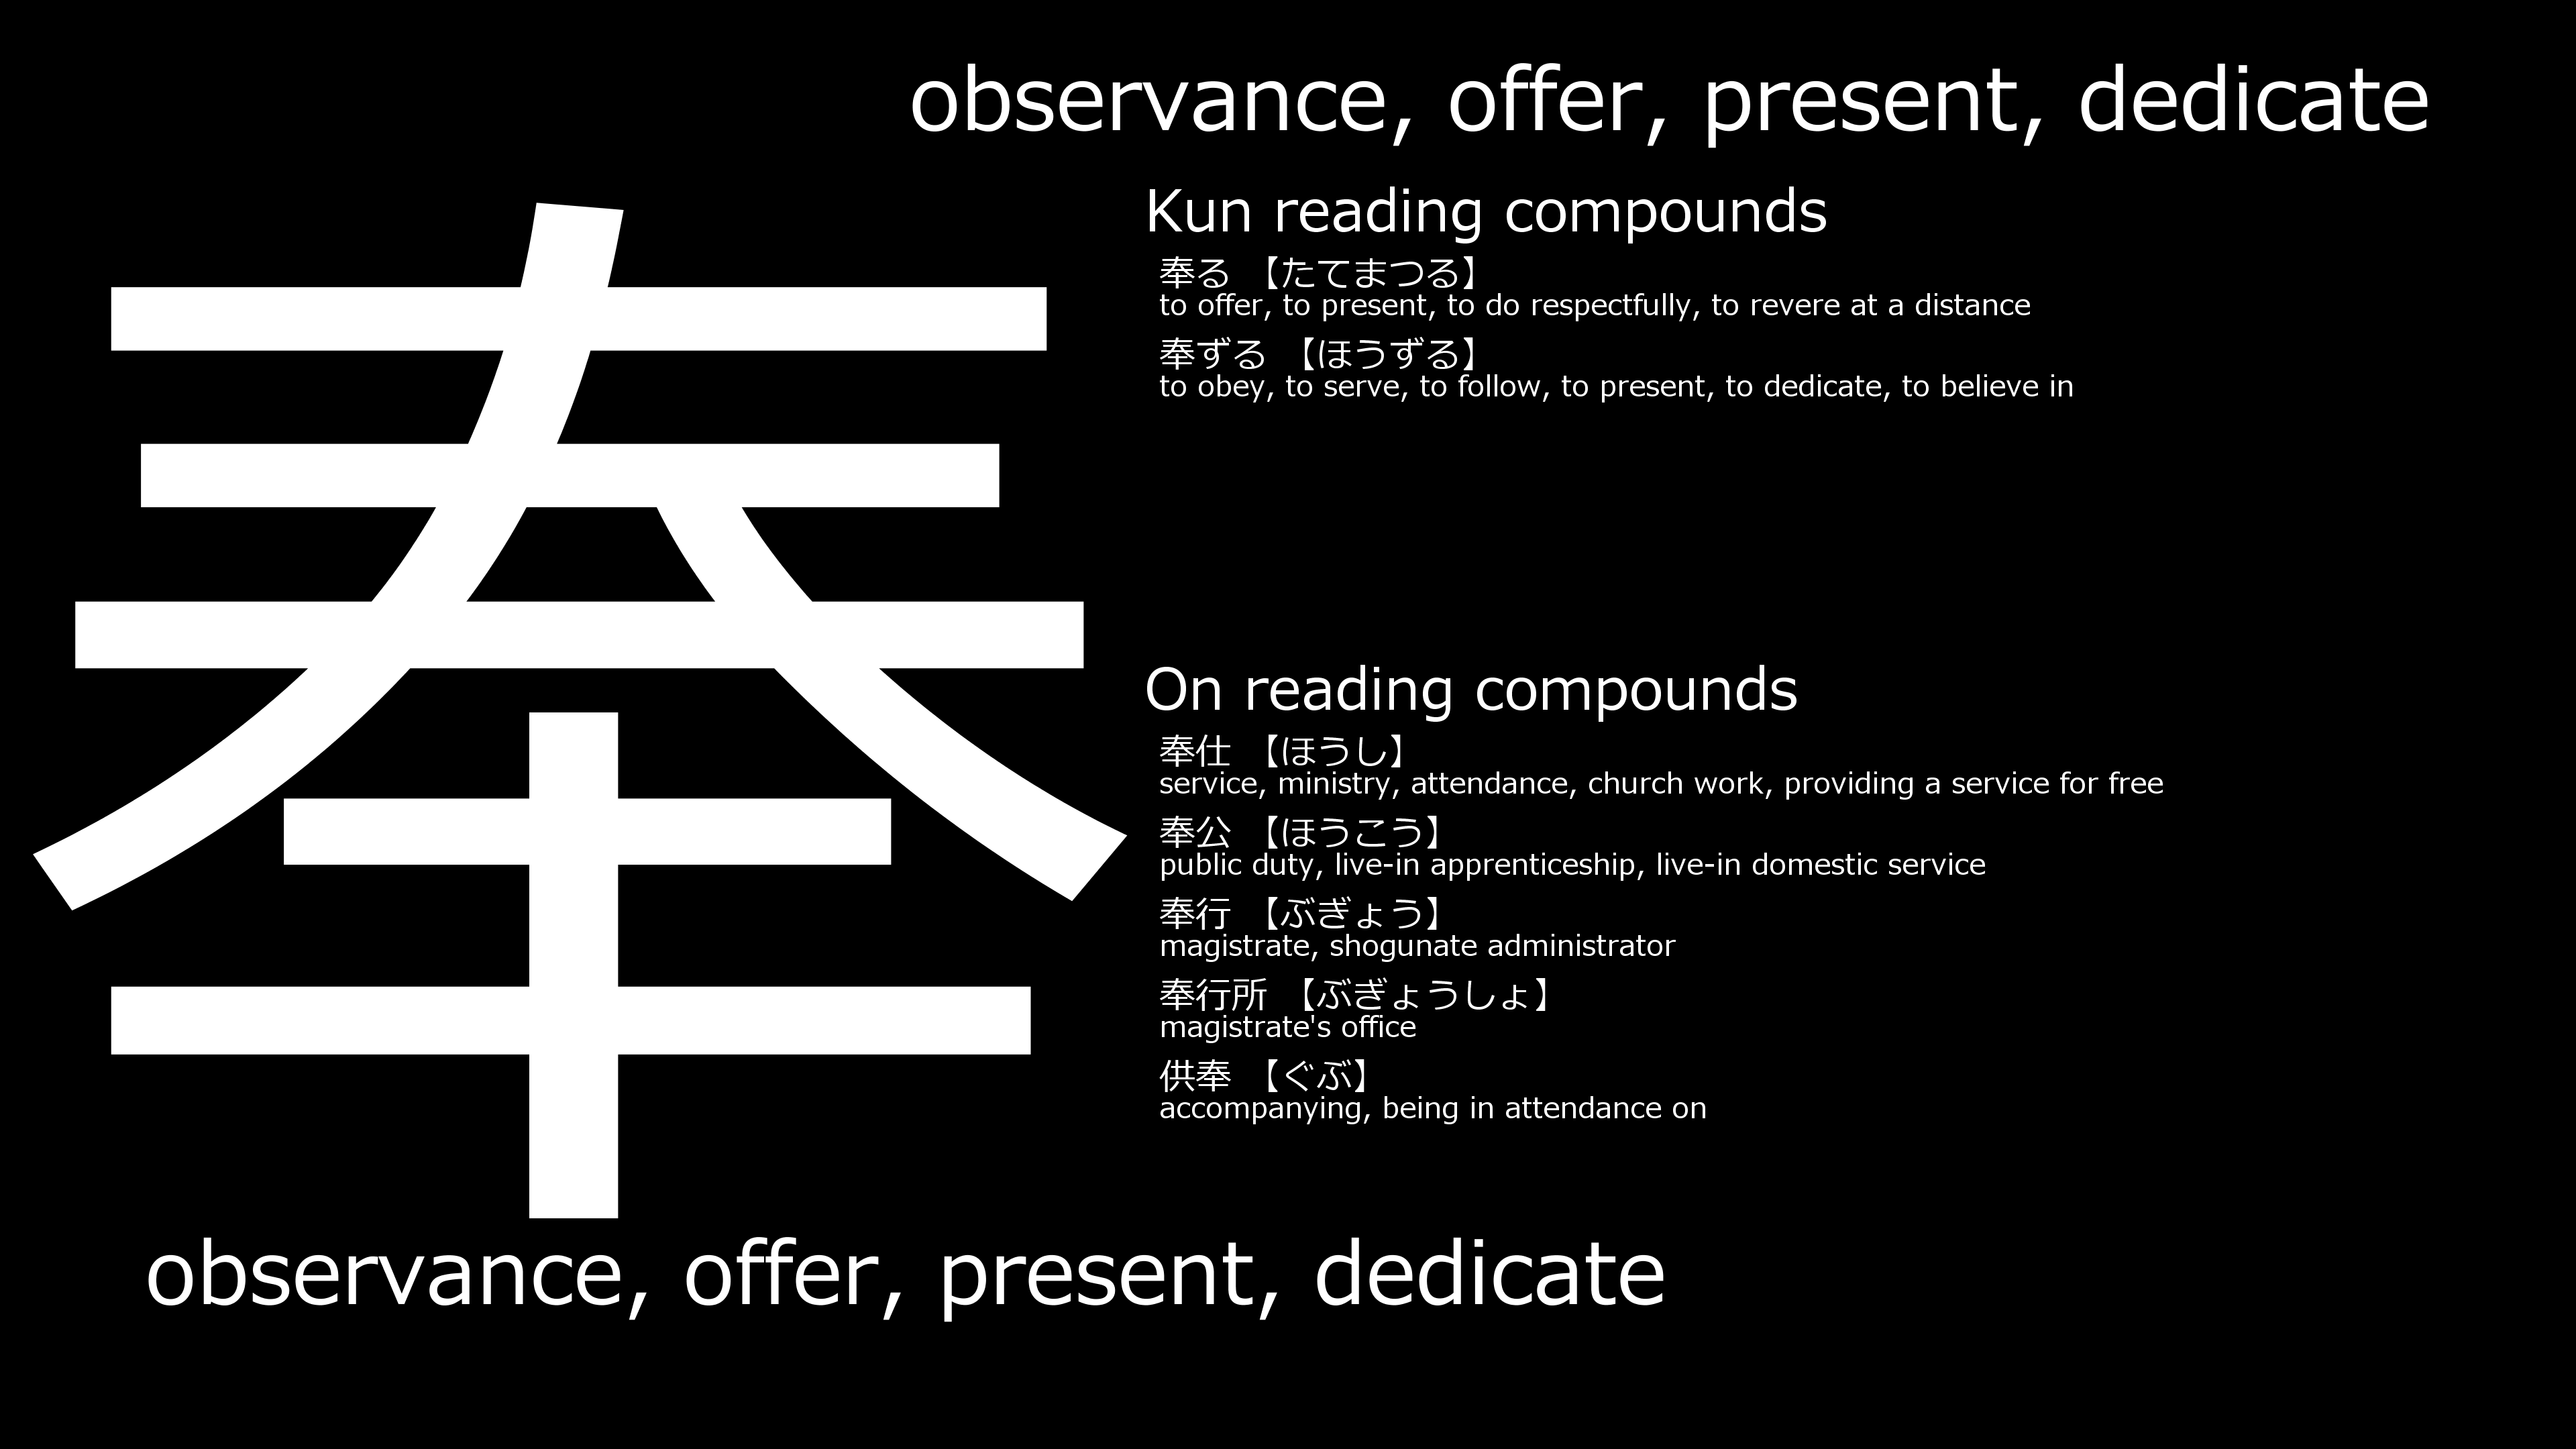 observance, offer, present, dedicate
奉
Kun reading compounds
奉る 【たてまつる】
to offer, to present, to do respectfully, to revere at a distance
奉ずる 【ほうずる】
to obey, to serve, to follow, to present, to dedicate, to believe in
On reading compounds
奉仕 【ほうし】
service, ministry, attendance, church work, providing a service for free
奉公 【ほうこう】
public duty, live-in apprenticeship, live-in domestic service
奉行 【ぶぎょう】
magistrate, shogunate administrator
奉行所 【ぶぎょうしょ】
magistrate's office
供奉 【ぐぶ】
accompanying, being in attendance on
observance, offer, present, dedicate